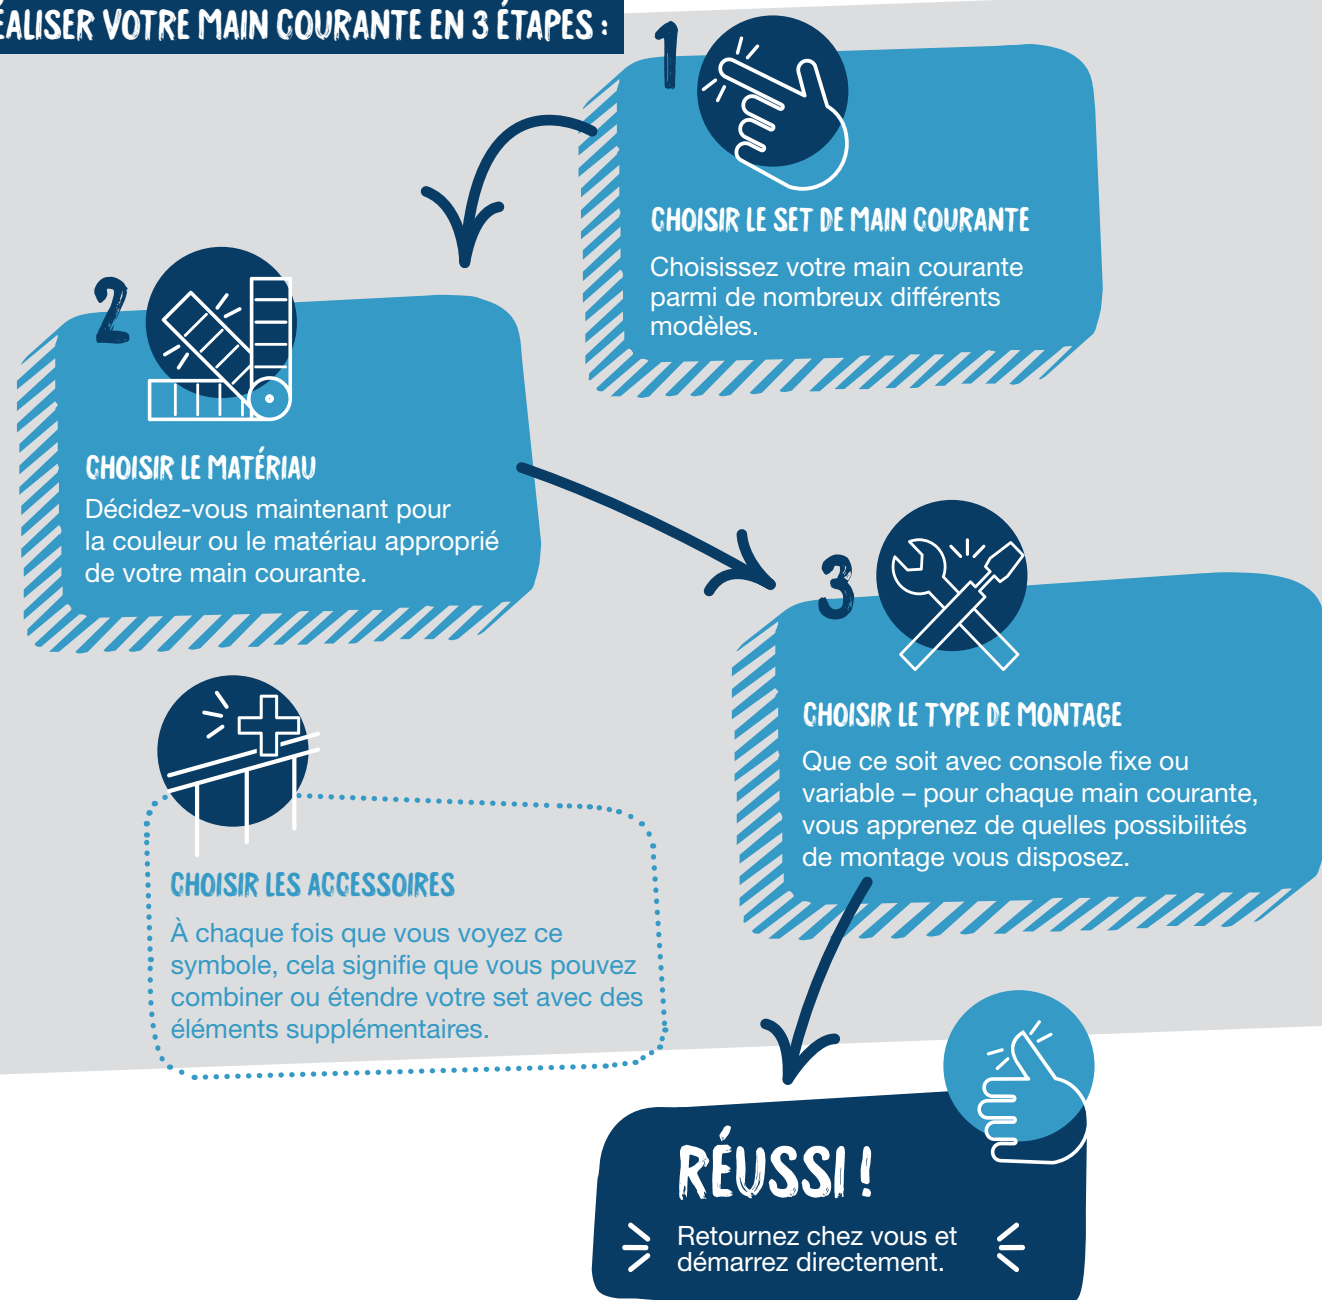 ÉALISER VOTRE MAIN COURANTE EN 3 ÉTAPES :
1
CHOISIR LE SET DE MAIN COURANTE
Choisissez votre main courante
parmi de nombreux différents
modèles.
2
CHOISIR LE MATÉRIAU
Décidez-vous maintenant pour
la couleur ou le matériau approprié
de votre main courante.
3
CHOISIR LE TYPE DE MONTAGE
Que ce soit avec console fixe ou
variable – pour chaque main courante,
vous apprenez de quelles possibilités
de montage vous disposez.
CHOISIR LES ACCESSOIRES
À chaque fois que vous voyez ce
symbole, cela signifie que vous pouvez
combiner ou étendre votre set avec des
éléments supplémentaires.
RÉUSSI !
Retournez chez vous et
démarrez directement.